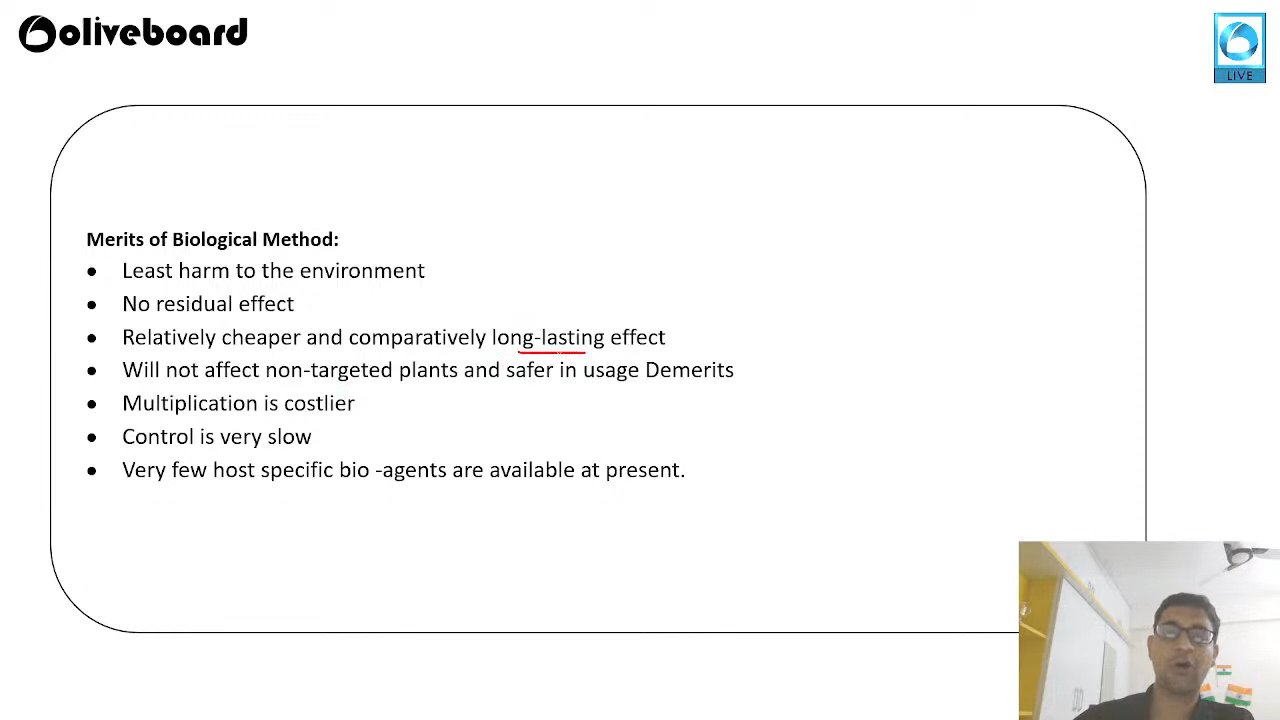 oliveboard
LIVE
Merits of Biological Method:
• Least harm to the environment
• No residual effect
• Relatively cheaper and comparatively long-lasting effect
• Will not affect non-targeted plants and safer in usage Demerits
• Multiplication is costlier
• Control is very slow
• Very few host specific bio -agents are available at present.